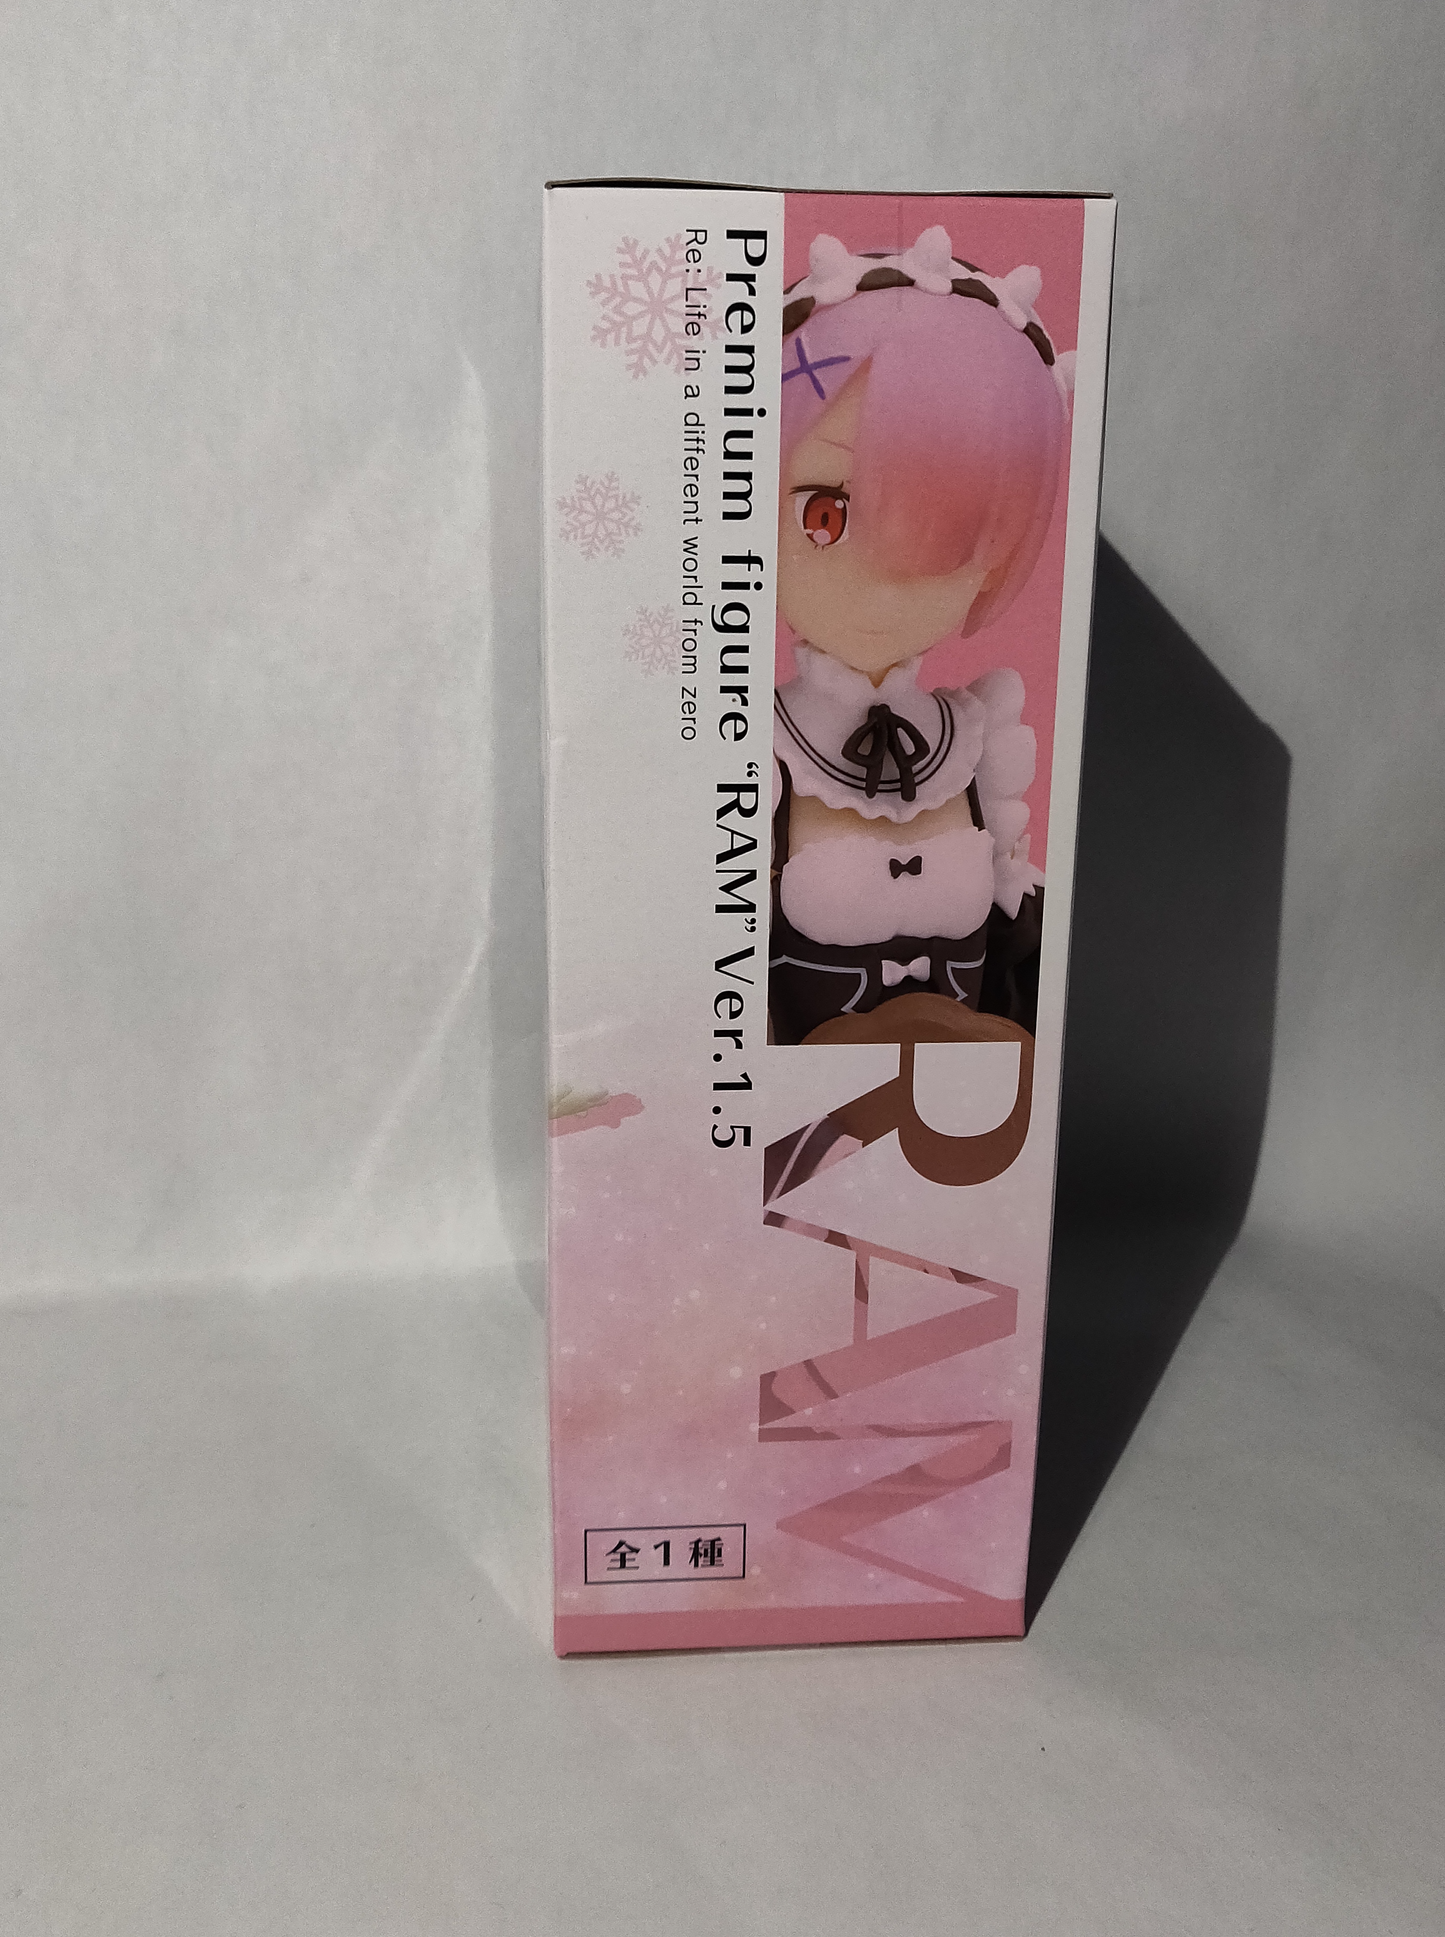 Premium figure “RAM” Ver.1.5
Re: Life in a different world from zero
RAM
全1種